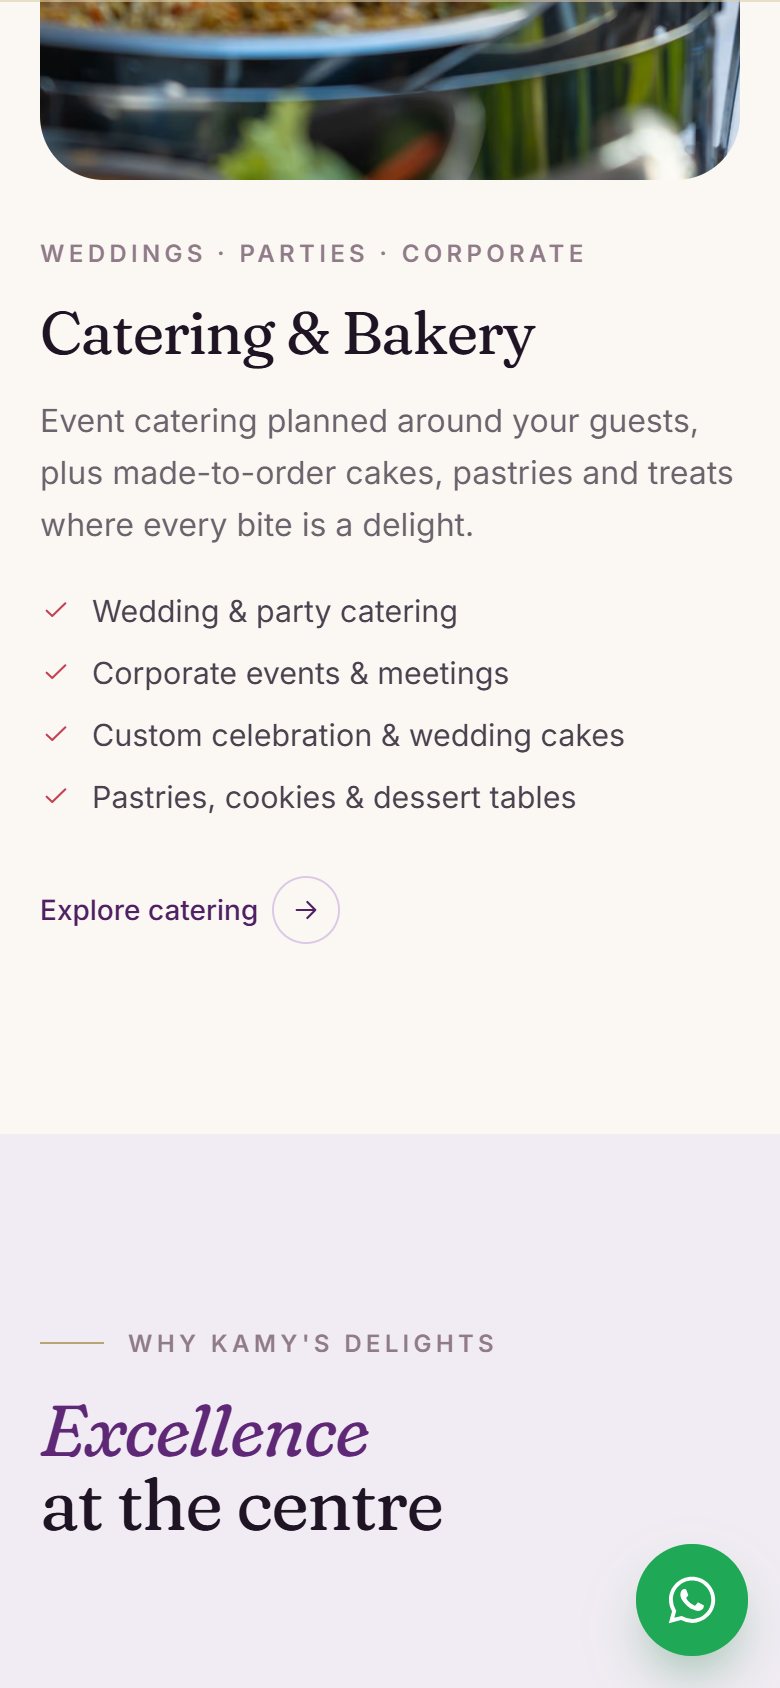 WEDDINGS · PARTIES · CORPORATE
Catering & Bakery
Event catering planned around your guests,
plus made-to-order cakes, pastries and treats
where every bite is a delight.
Wedding & party catering
Corporate events & meetings
Custom celebration & wedding cakes
Pastries, cookies & dessert tables
Explore catering
WHY KAMY'S DELIGHTS
Excellence
at the centre